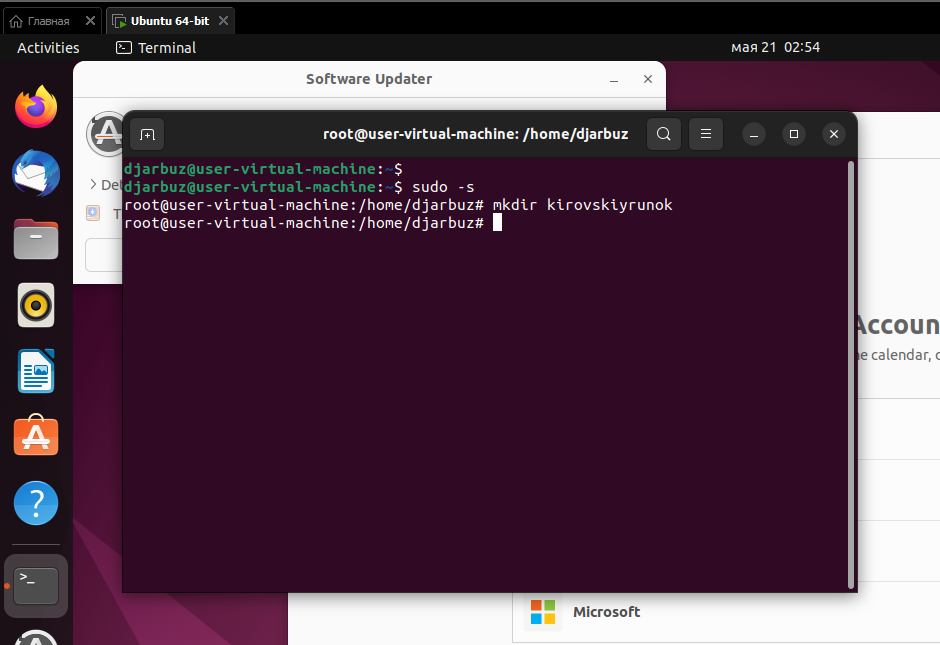 Главная
Ubuntu 64-bit
Activities
Terminal
мая 21 02:54
Software Updater
root@user-virtual-machine: /home/djarbuz
djarbuz@user-virtual-machine:~$
djarbuz@user-virtual-machine:~$ sudo -s
root@user-virtual-machine:/home/djarbuz# mkdir kirovskiyrunok
root@user-virtual-machine:/home/djarbuz#
Det
T
Accoun
e calendar, c
Microsoft